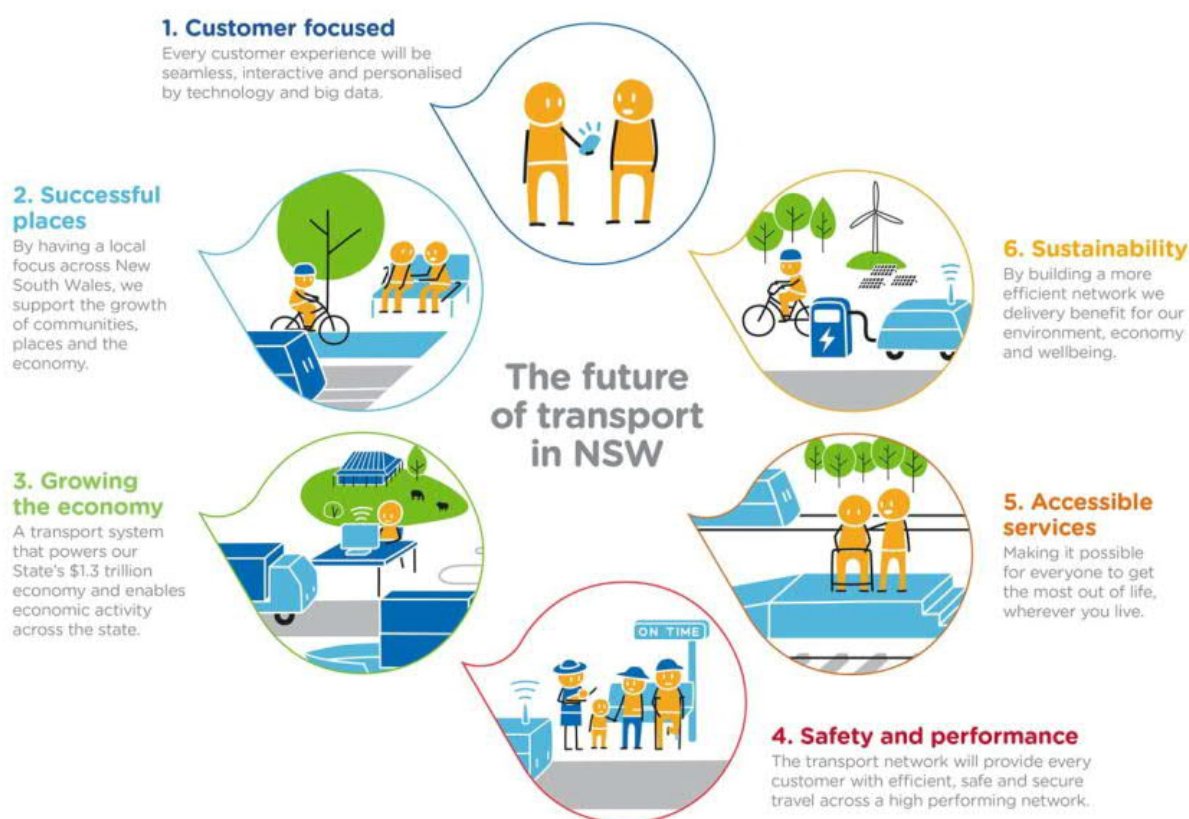 1. Customer focused
Every customer experience will be
seamless, interactive and personalised
by technology and big data.
2. Successful
places
By having a local
focus across New
South Wales, we
support the growth
of communities,
places and the
economy.
3. Growing
the economy
A transport system
that powers our
State's $1.3 trillion
economy and enables
economic activity
across the state.
The future
of transport
in NSW
ON TIME
4. Safety and performance
The transport network will provide every
customer with efficient, safe and secure
travel across a high performing network.
5. Accessible
services
Making it possible
for everyone to get
the most out of life,
wherever you live.
6. Sustainability
By building a more
efficient network we
delivery benefit for our
environment, economy
and wellbeing.